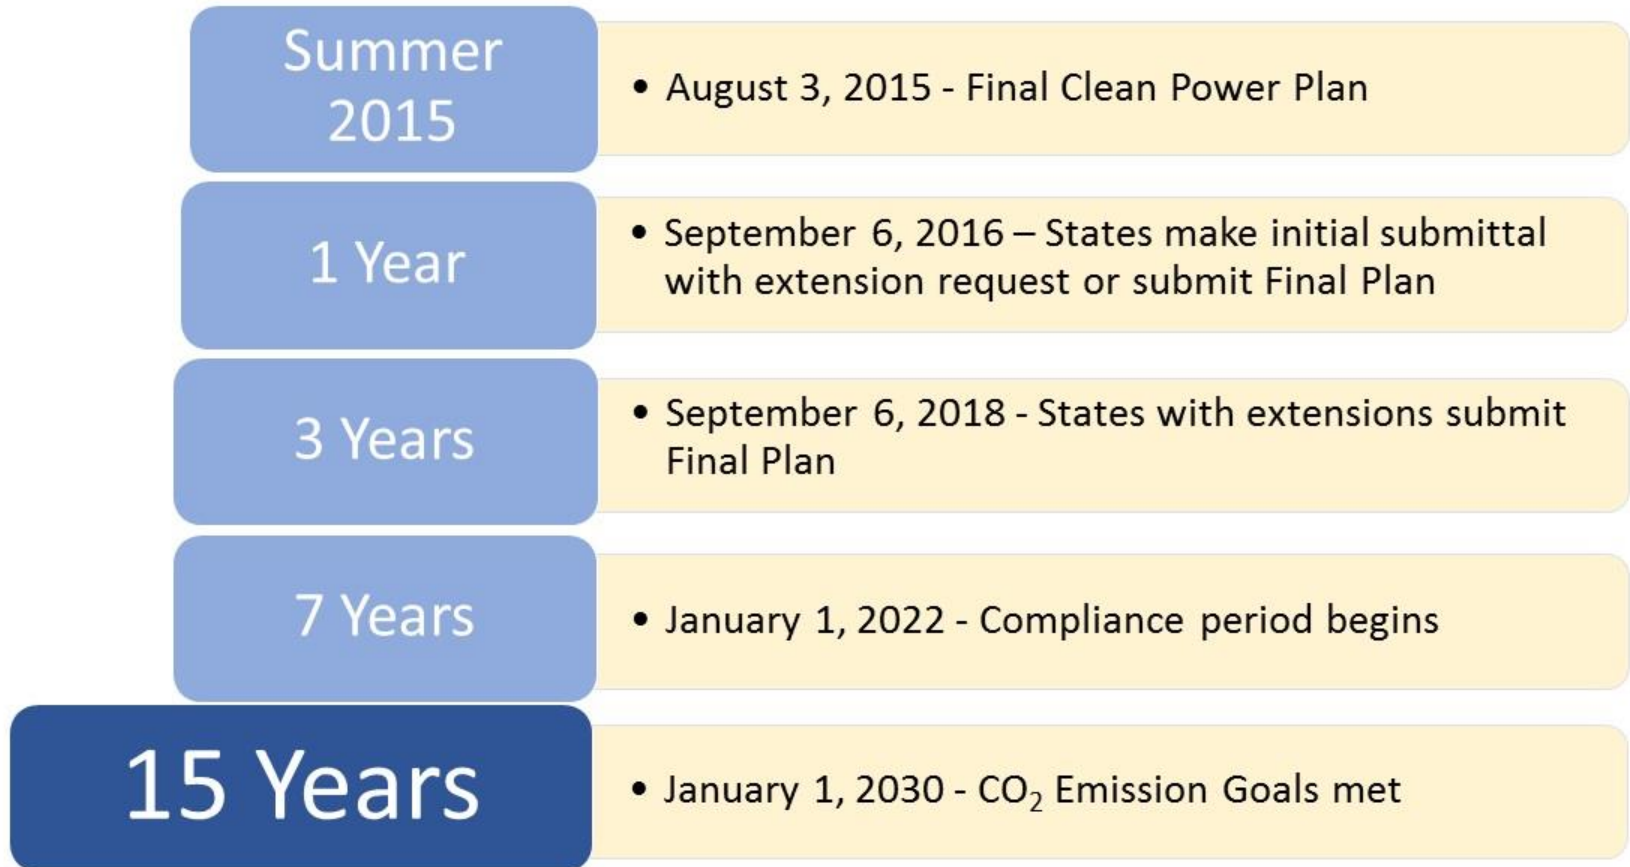 Summer
2015
• August 3, 2015 - Final Clean Power Plan
1 Year
• September 6, 2016 – States make initial submittal
with extension request or submit Final Plan
3 Years
• September 6, 2018 - States with extensions submit
Final Plan
7 Years
• January 1, 2022 - Compliance period begins
15 Years
• January 1, 2030 - CO₂ Emission Goals met